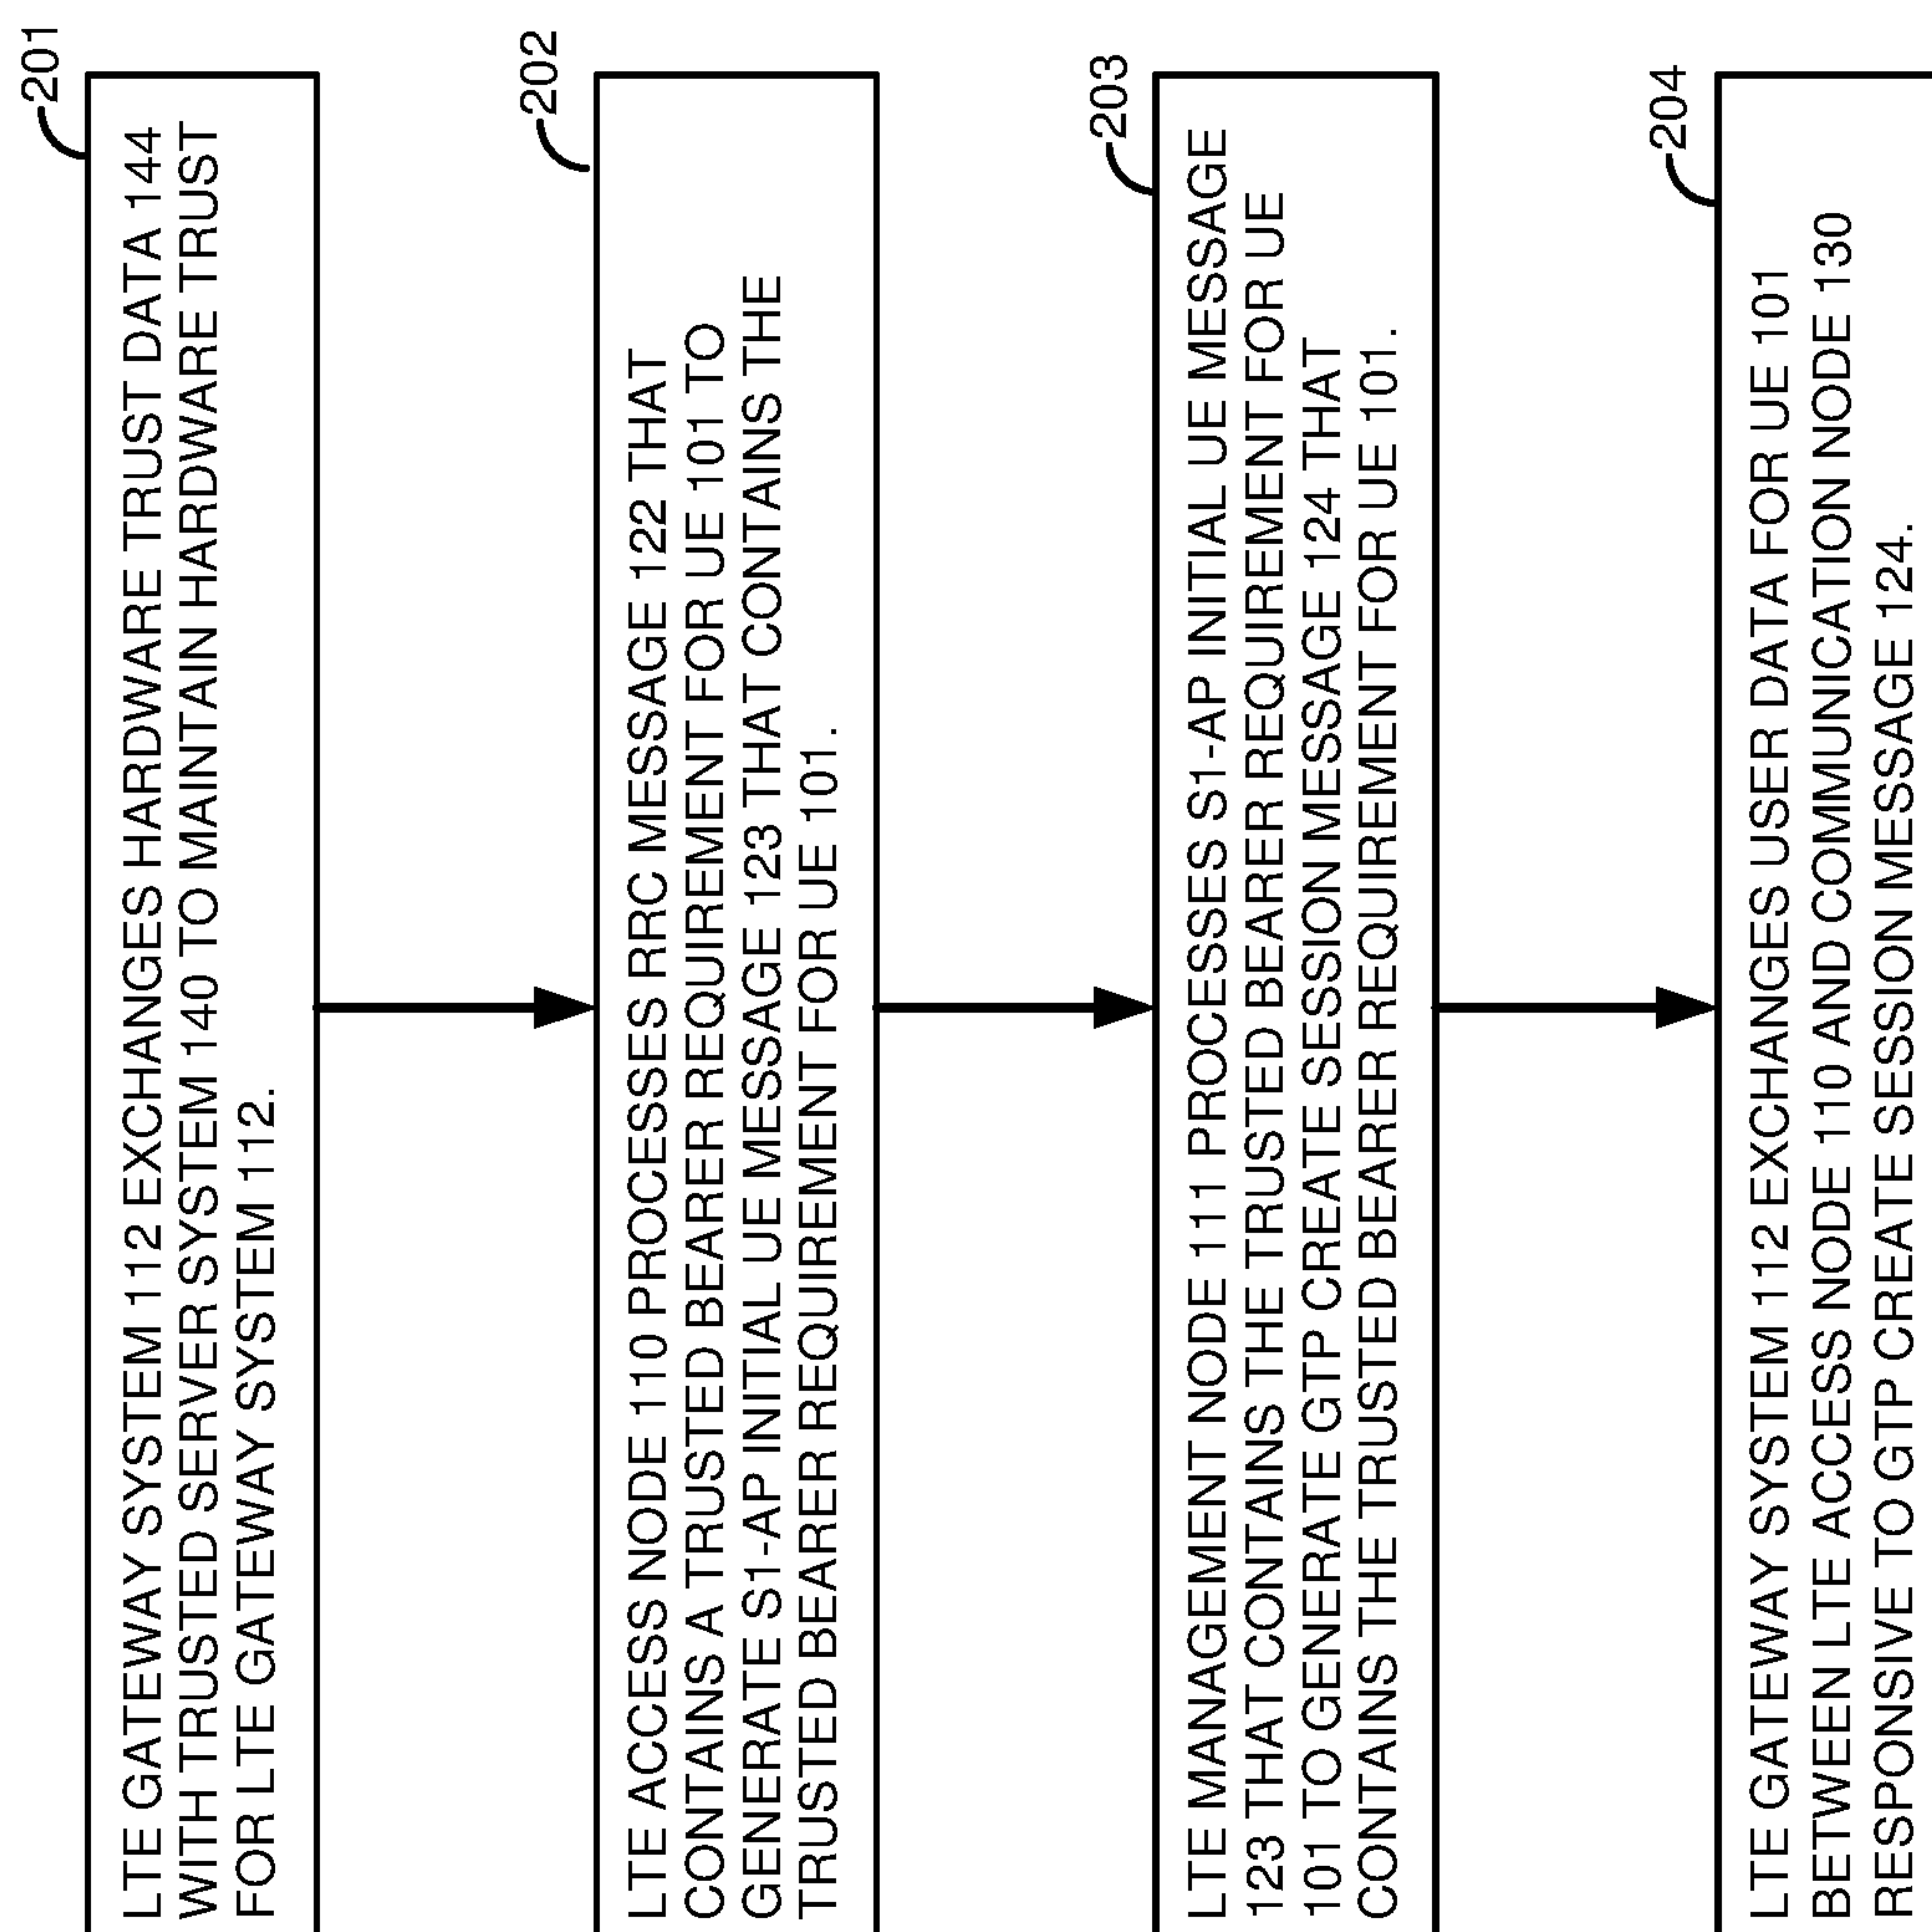 201
LTE GATEWAY SYSTEM 112 EXCHANGES HARDWARE TRUST DATA 144
WITH TRUSTED SERVER SYSTEM 140 TO MAINTAIN HARDWARE TRUST
FOR LTE GATEWAY SYSTEM 112.
202
LTE ACCESS NODE 110 PROCESSES RRC MESSAGE 122 THAT
CONTAINS A TRUSTED BEARER REQUIREMENT FOR UE 101 TO
GENERATE S1-AP INITIAL UE MESSAGE 123 THAT CONTAINS THE
TRUSTED BEARER REQUIREMENT FOR UE 101.
203
LTE MANAGEMENT NODE 111 PROCESSES S1-AP INITIAL UE MESSAGE
123 THAT CONTAINS THE TRUSTED BEARER REQUIREMENT FOR UE
101 TO GENERATE GTP CREATE SESSION MESSAGE 124 THAT
CONTAINS THE TRUSTED BEARER REQUIREMENT FOR UE 101.
204
LTE GATEWAY SYSTEM 112 EXCHANGES USER DATA FOR UE 101
BETWEEN LTE ACCESS NODE 110 AND COMMUNICATION NODE 130
RESPONSIVE TO GTP CREATE SESSION MESSAGE 124.